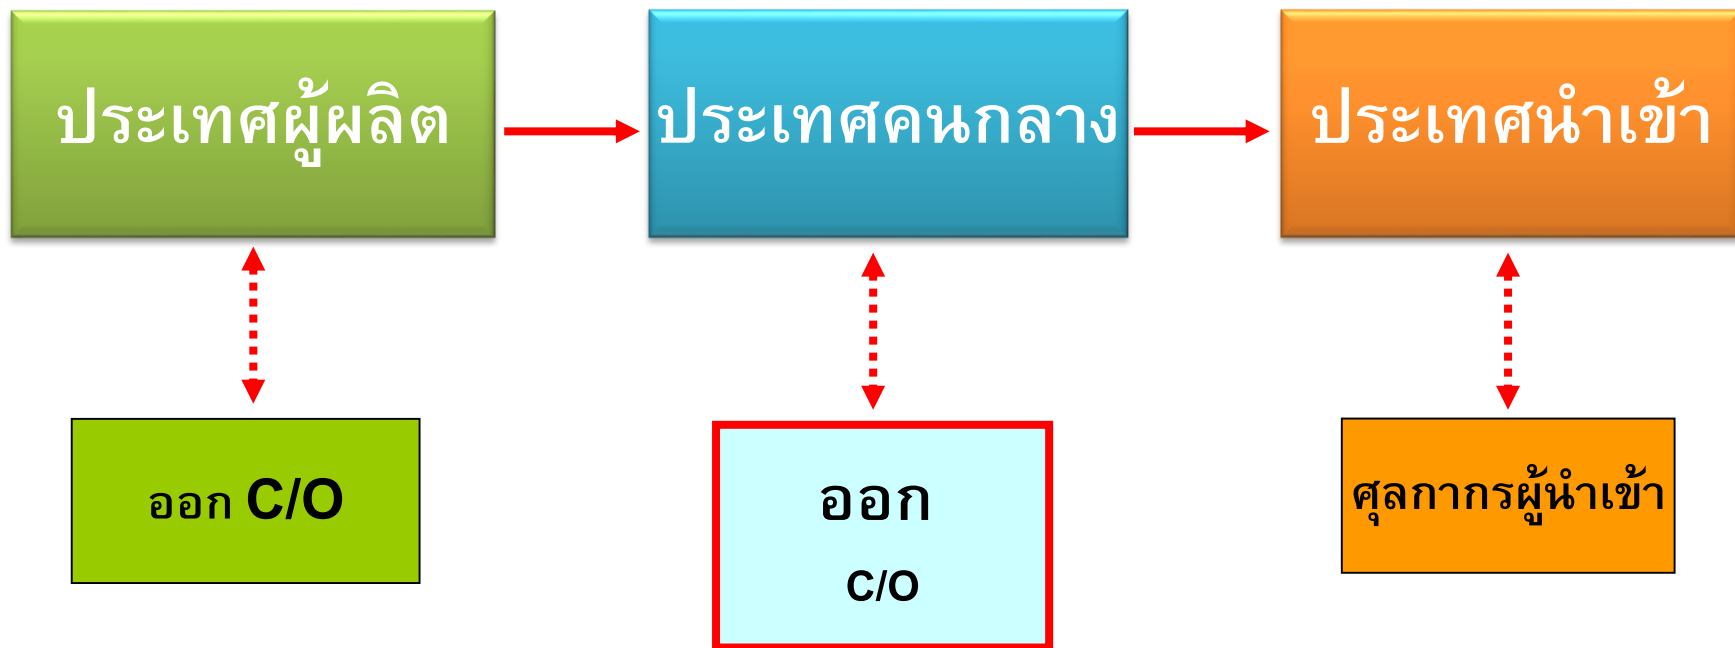 ประเทศผู้ผลิต
ประเทศคนกลาง
ประเทศนำเข้า
ออก C/O
ออก
C/O
ศุลกากรผู้นำเข้า